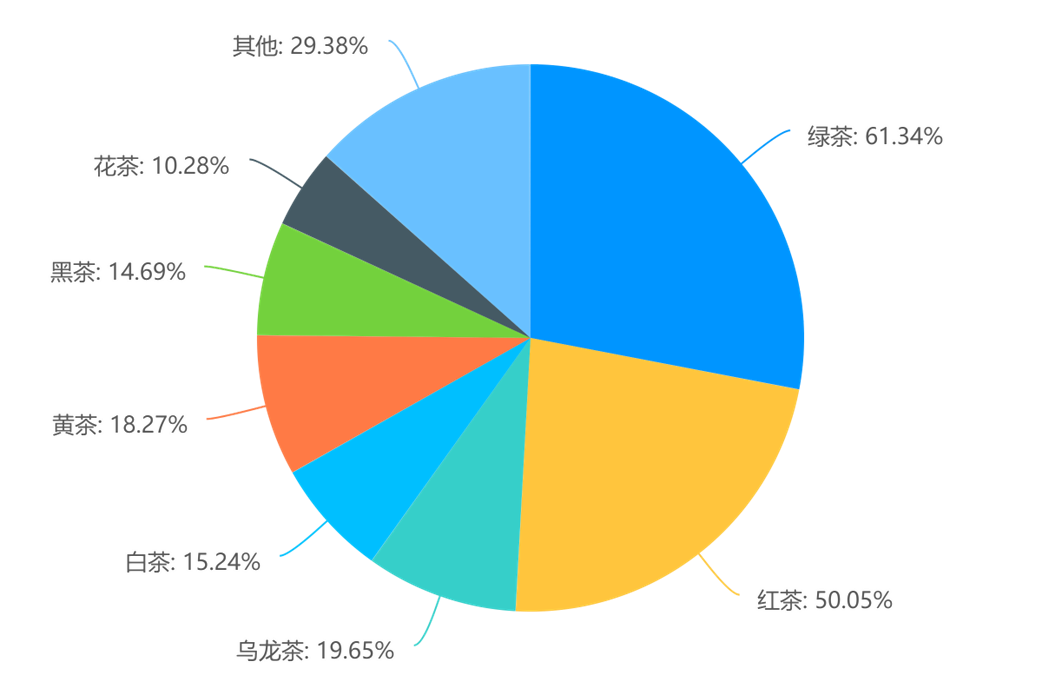 其他: 29.38%
绿茶: 61.34%
花茶: 10.28%
黑茶: 14.69%
黄茶: 18.27%
白茶: 15.24%
红茶: 50.05%
乌龙茶: 19.65%